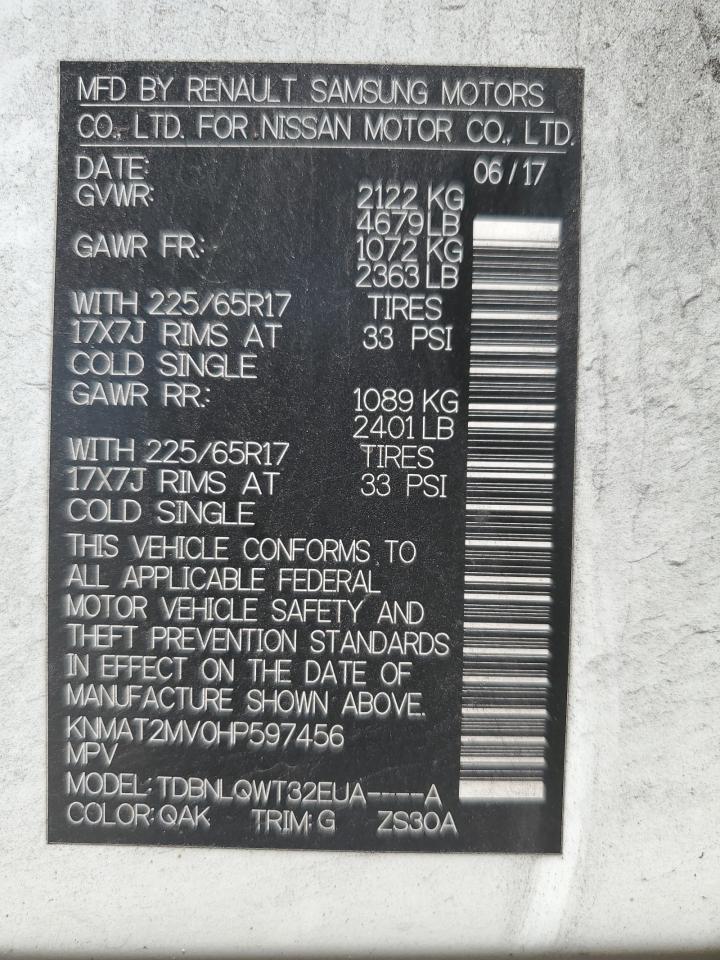 MFD BY RENAULT SAMSUNG MOTORS
CO., LTD. FOR NISSAN MOTOR CO., LTD.
DATE: 06/17
GVWR: 2122 KG
4679 LB
GAWR FR.: 1072 KG
2363 LB
WITH 225/65R17 TIRES
17X7J RIMS AT 33 PSI
COLD SINGLE
GAWR RR.: 1089 KG
2401 LB
WITH 225/65R17 TIRES
17X7J RIMS AT 33 PSI
COLD SINGLE
THIS VEHICLE CONFORMS TO
ALL APPLICABLE FEDERAL
MOTOR VEHICLE SAFETY AND
THEFT PREVENTION STANDARDS
IN EFFECT ON THE DATE OF
MANUFACTURE SHOWN ABOVE.
KNMAT2MV0HP597456
MPV
MODEL: TDBNLQWT32EUA----A
COLOR: QAK TRIM: G ZS30A